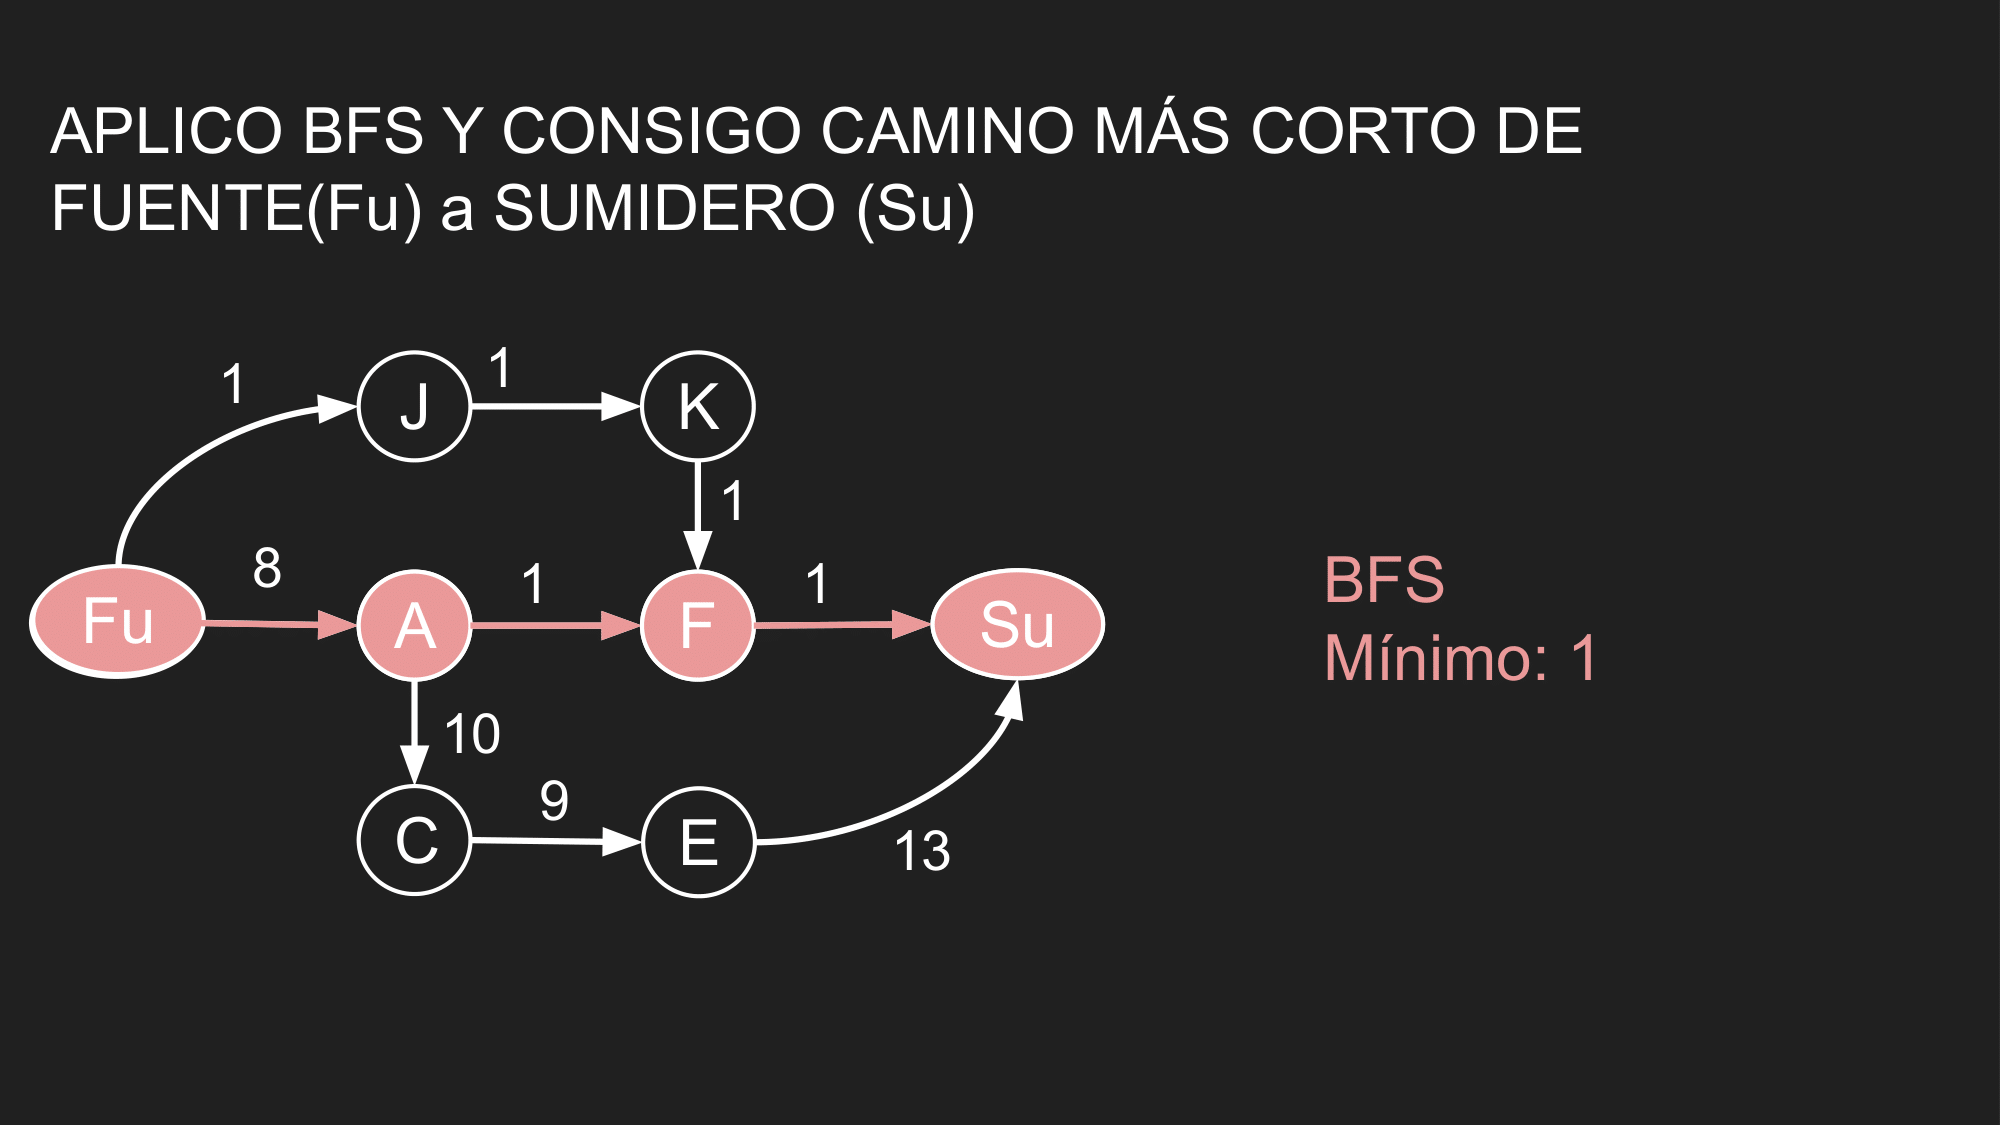 APLICO BFS Y CONSIGO CAMINO MÁS CORTO DE
FUENTE(Fu) a SUMIDERO (Su)
1
J
1
K
1
Fu
8
A
1
F
1
Su
BFS
Mínimo: 1
10
C
9
E
13